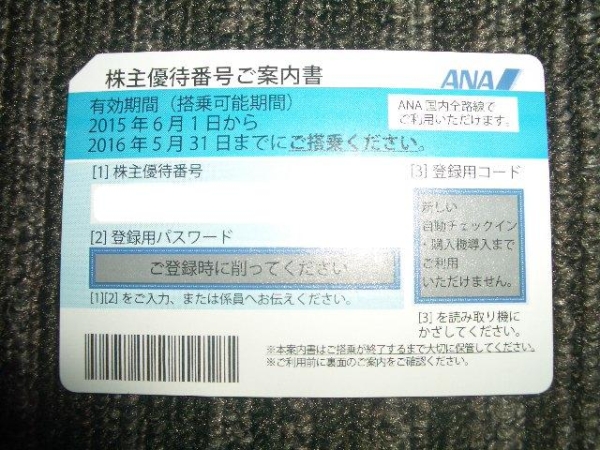 株主優待番号ご案内書
ANA
有効期間（搭乗可能期間）
2015年6月1日から
2016年5月31日までにご搭乗ください。
ANA国内全路線で
ご利用いただけます。
[1] 株主優待番号
[2] 登録用パスワード
ご登録時に削ってください
[1][2] をご入力、または係員へお伝えください。
[3] 登録用コード
新しい
自動チェックイン
・購入機導入まで
ご利用
いただけません。
[3] を読み取り機に
かざしてください。
※本案内書はご搭乗が終了するまで大切に保管してください。
※ご利用前に裏面のご案内をご確認ください。